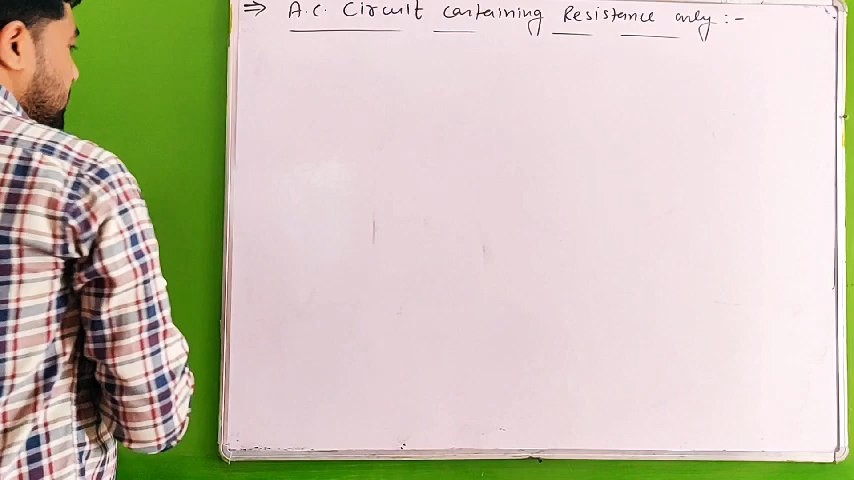 ⇒ A.C. Circuit containing Resistance only :-